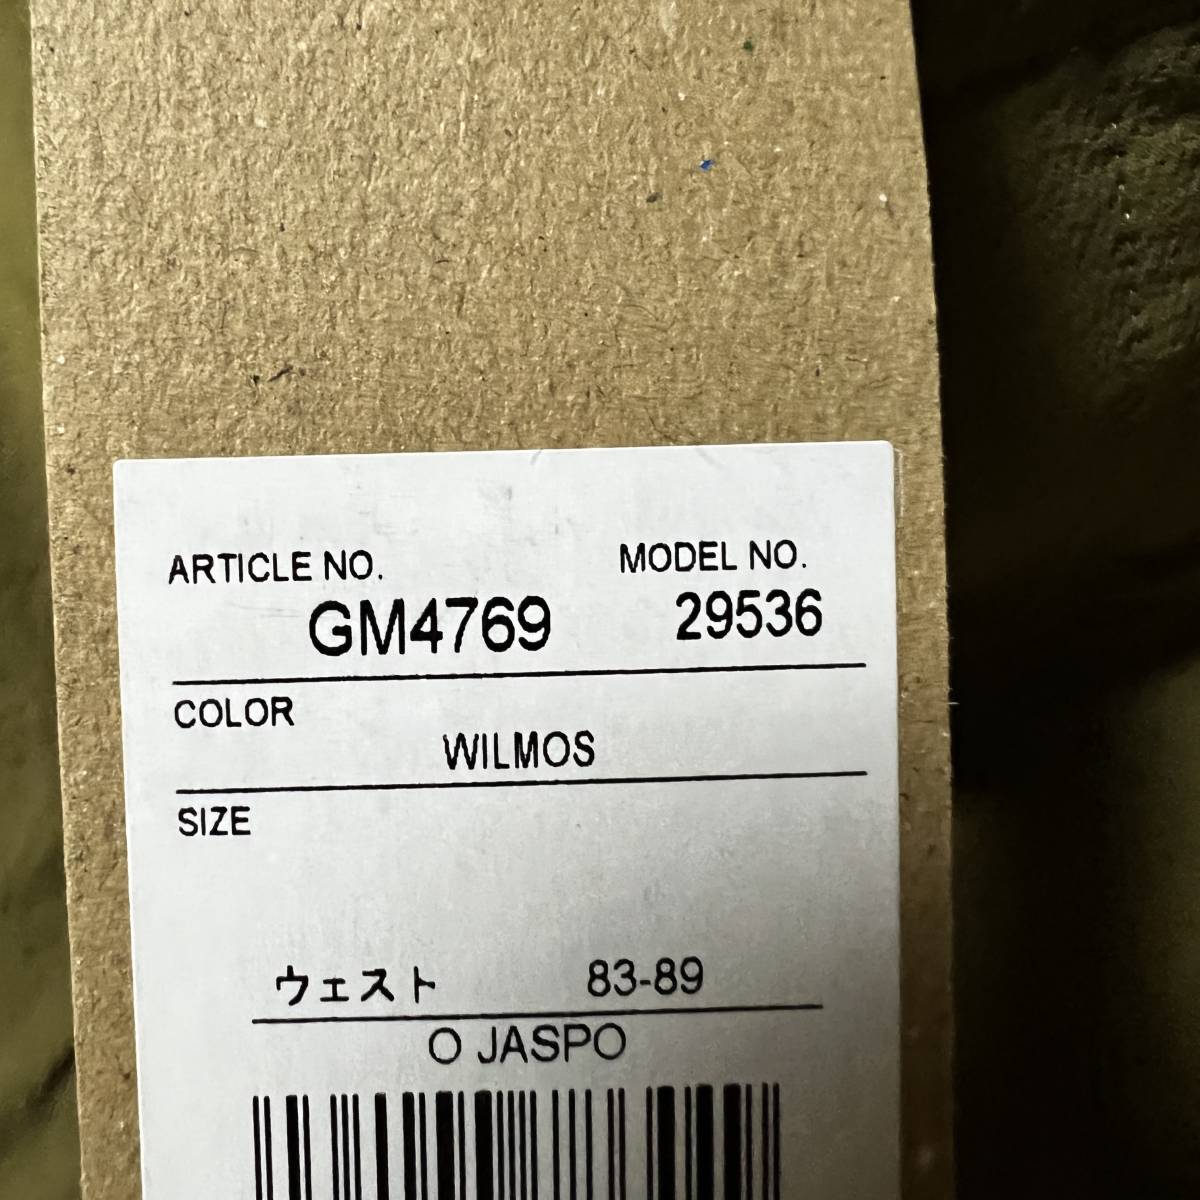 ARTICLE NO. MODEL NO.
GM4769 29536
COLOR
WILMOS
SIZE
ウェスト 83-89
O JASPO